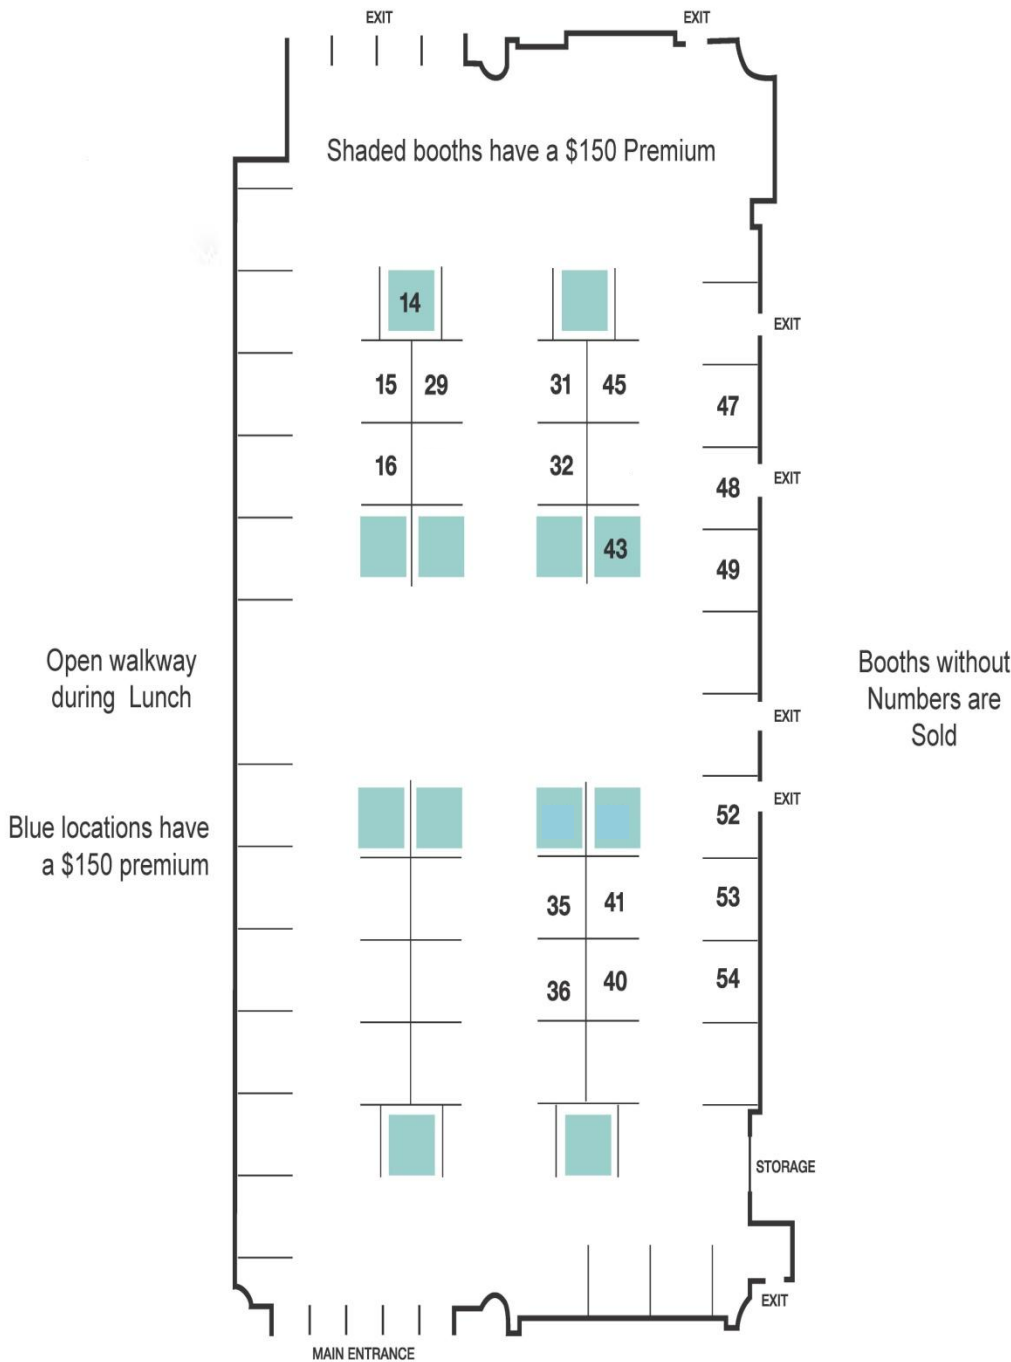 EXIT
EXIT
Shaded booths have a $150 Premium
14
EXIT
15 29 31 45
47
16 32
EXIT
48
43
49
Open walkway
during Lunch
Booths without
Numbers are
Sold
EXIT
EXIT
52
Blue locations have
a $150 premium
35 41 53
36 40 54
STORAGE
EXIT
MAIN ENTRANCE